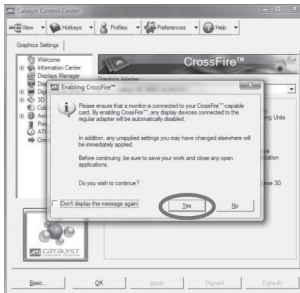 Catalyst Control Center
View Hotkeys Profiles Preferences Help
Graphics Settings
Welcome
Information Center
Displays Manager
CrossFire™
Graphics Adapter
Enabling CrossFire™
Please ensure that a monitor is connected to your CrossFire™-capable
card. By enabling CrossFire™, any display devices connected to the
regular adapter will be automatically disabled.
In addition, any unapplied settings you may have changed elsewhere will
be immediately applied.
Before continuing, be sure to save your work and close any open
applications.
Do you wish to continue?
Don't display this message again.
Yes
No
3D
CATALYST
Basic...
OK
Apply
Discard
Defaults